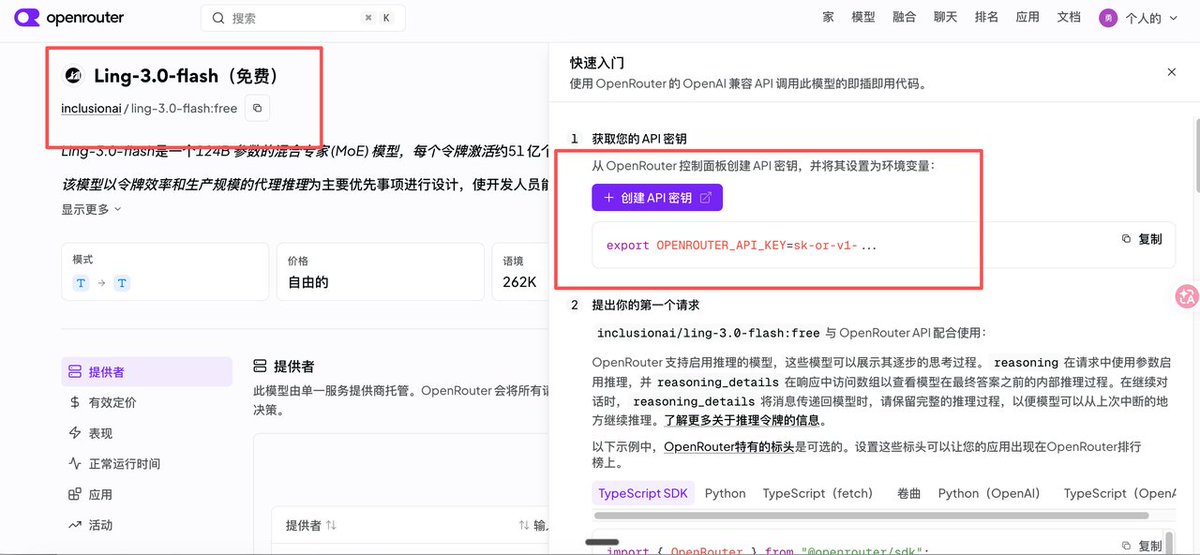 openrouter
搜索
⌘ K
家 模型 融合 聊天 排名 应用 文档 勇 个人的
Ling-3.0-flash（免费）
inclusionai/ling-3.0-flash:free
Ling-3.0-flash是一个124B 参数的混合专家 (MoE) 模型，每个令牌激活约51 亿个
该模型以令牌效率和生产规模的代理推理为主要优先事项进行设计，使开发人员能
显示更多
模式
T → T
价格
自由的
语境
262K
提供者
有效定价
表现
正常运行时间
应用
活动
提供者
此模型由单一服务提供商托管。OpenRouter 会将所有请
决策。
提供者
快速入门
使用 OpenRouter 的 OpenAI 兼容 API 调用此模型的即插即用代码。
1 获取您的 API 密钥
从 OpenRouter 控制面板创建 API 密钥，并将其设置为环境变量：
+ 创建 API 密钥
export OPENROUTER_API_KEY=sk-or-v1-...
复制
2 提出你的第一个请求
inclusionai/ling-3.0-flash:free 与 OpenRouter API 配合使用：
OpenRouter 支持启用推理的模型，这些模型可以展示其逐步的思考过程。 reasoning 在请求中使用参数启
用推理，并 reasoning_details 在响应中访问数组以查看模型在最终答案之前的内部推理过程。在继续对
话时， reasoning_details 将消息传递回模型时，请保留完整的推理过程，以便模型可以从上次中断的地
方继续推理。了解更多关于推理令牌的信息。
以下示例中，OpenRouter特有的标头是可选的。设置这些标头可以让您的应用出现在OpenRouter排行
榜上。
TypeScript SDK Python TypeScript（fetch） 卷曲 Python（OpenAI） TypeScript（OpenA
import { OpenRouter } from "@openrouter/sdk";
复制